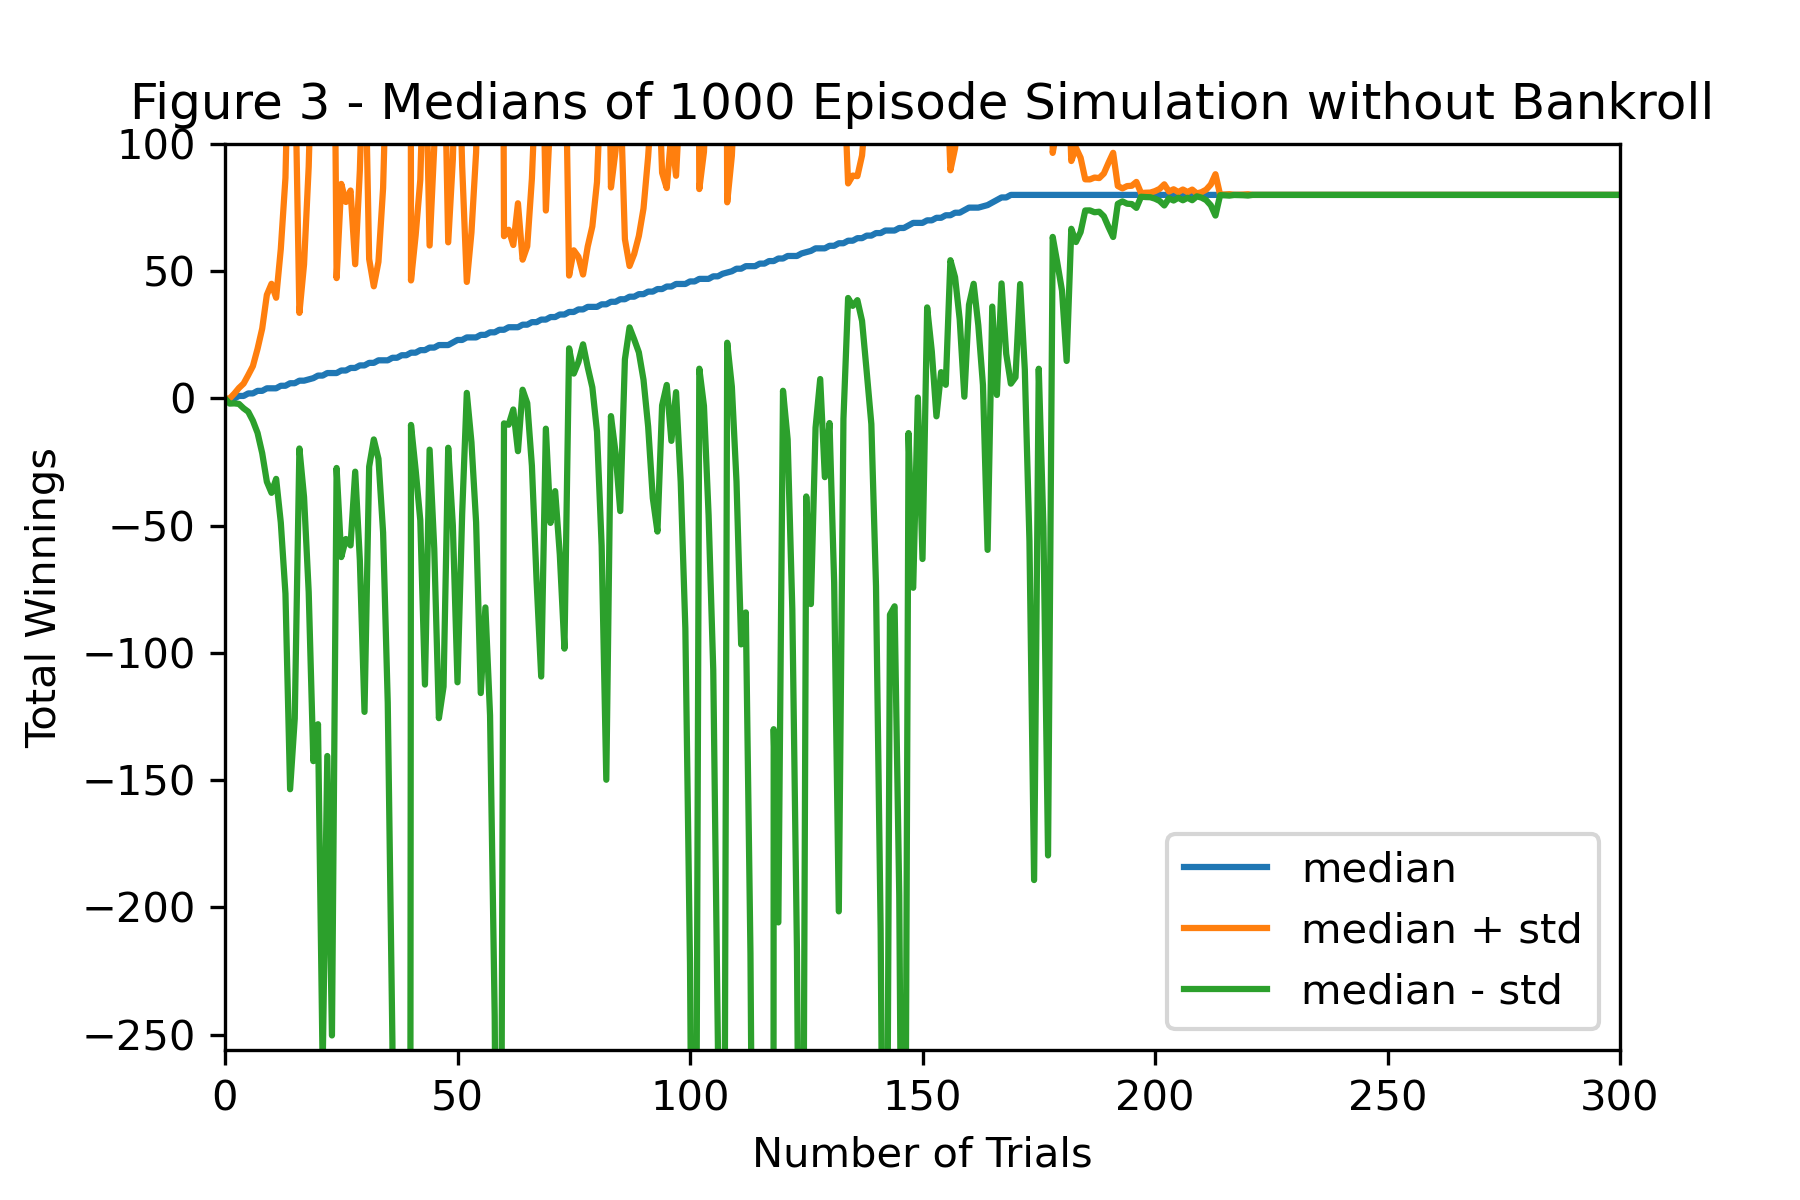 Figure 3 - Medians of 1000 Episode Simulation without Bankroll
100
50
0
−50
−100
−150
−200
−250
Total Winnings
median
median + std
median - std
0 50 100 150 200 250 300
Number of Trials